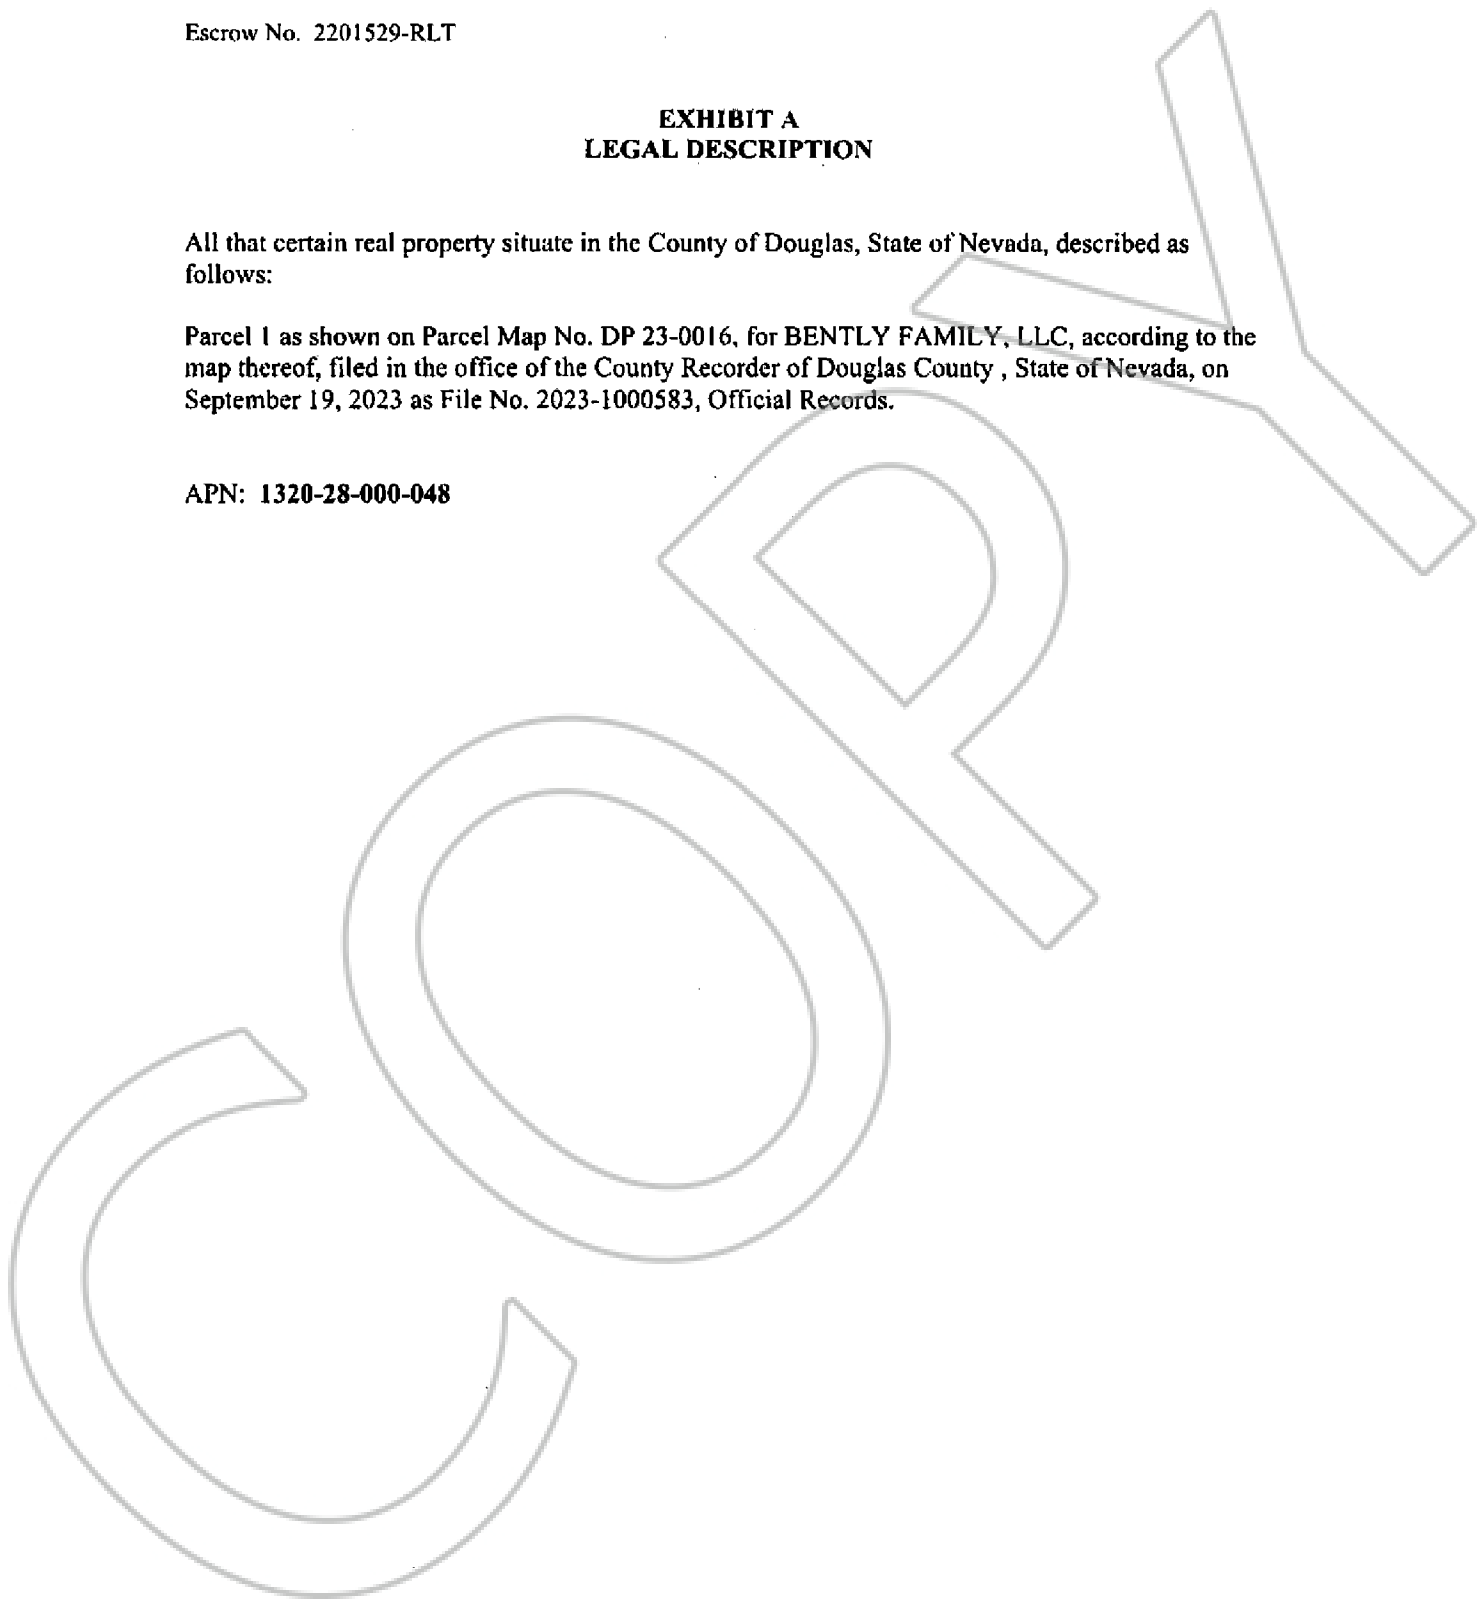 Escrow No. 2201529-RLT
EXHIBIT A
LEGAL DESCRIPTION
All that certain real property situate in the County of Douglas, State of Nevada, described as
follows:
Parcel 1 as shown on Parcel Map No. DP 23-0016, for BENTLY FAMILY, LLC, according to the
map thereof, filed in the office of the County Recorder of Douglas County , State of Nevada, on
September 19, 2023 as File No. 2023-1000583, Official Records.
APN: 1320-28-000-048
COPY